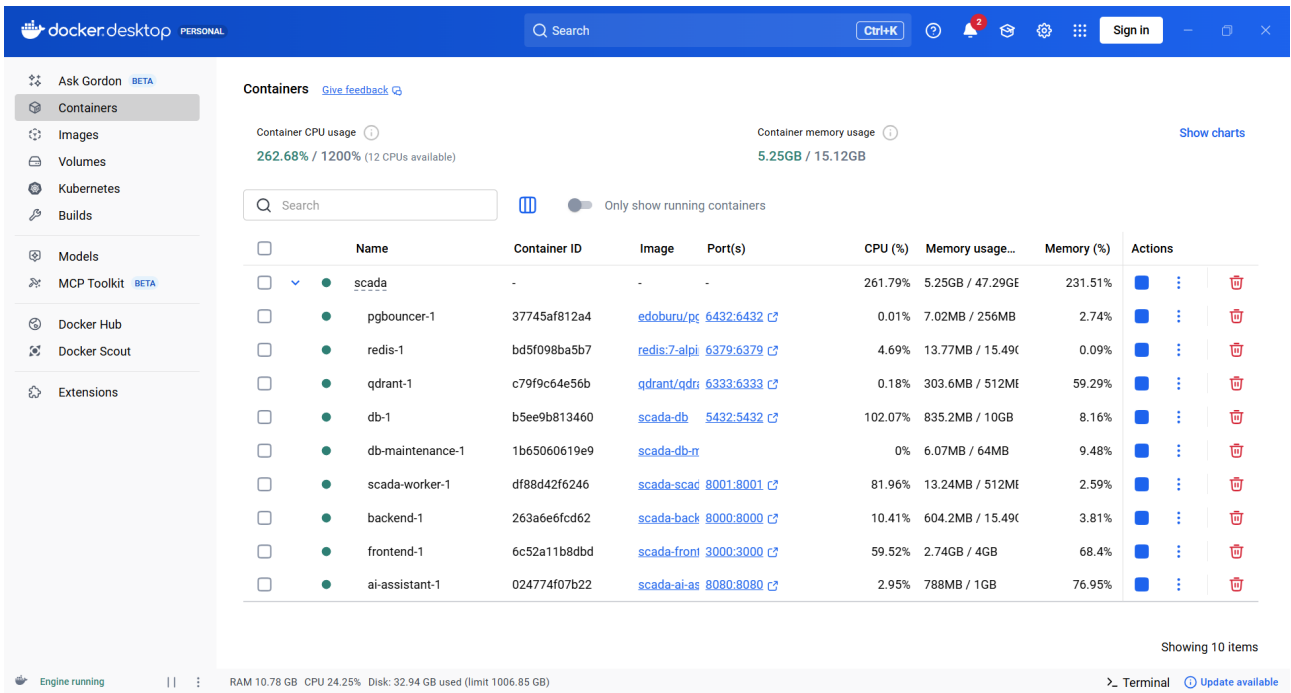 docker.desktop PERSONAL Search Ctrl+K 2 Sign in
Ask Gordon BETA
Containers
Images
Volumes
Kubernetes
Builds
Models
MCP Toolkit BETA
Docker Hub
Docker Scout
Extensions
Containers Give feedback
Container CPU usage
262.68% / 1200% (12 CPUs available)
Container memory usage
5.25GB / 15.12GB
Show charts
Search Only show running containers
Name Container ID Image Port(s) CPU (%) Memory usage... Memory (%) Actions
scada - - - 261.79% 5.25GB / 47.29GB 231.51%
pgbouncer-1 37745af812a4 edoburu/pg 6432:6432 0.01% 7.02MB / 256MB 2.74%
redis-1 bd5f098ba5b7 redis:7-alpi 6379:6379 4.69% 13.77MB / 15.49G 0.09%
qdrant-1 c79f9c64e56b qdrant/qdra 6333:6333 0.18% 303.6MB / 512MB 59.29%
db-1 b5ee9b813460 scada-db 5432:5432 102.07% 835.2MB / 10GB 8.16%
db-maintenance-1 1b65060619e9 scada-db-m 0% 6.07MB / 64MB 9.48%
scada-worker-1 df88d42f6246 scada-scad 8001:8001 81.96% 13.24MB / 512MB 2.59%
backend-1 263a6e6fcd62 scada-back 8000:8000 10.41% 604.2MB / 15.49G 3.81%
frontend-1 6c52a11b8dbd scada-front 3000:3000 59.52% 2.74GB / 4GB 68.4%
ai-assistant-1 024774f07b22 scada-ai-as 8080:8080 2.95% 788MB / 1GB 76.95%
Showing 10 items
Engine running RAM 10.78 GB CPU 24.25% Disk: 32.94 GB used (limit 1006.85 GB) >_ Terminal Update available